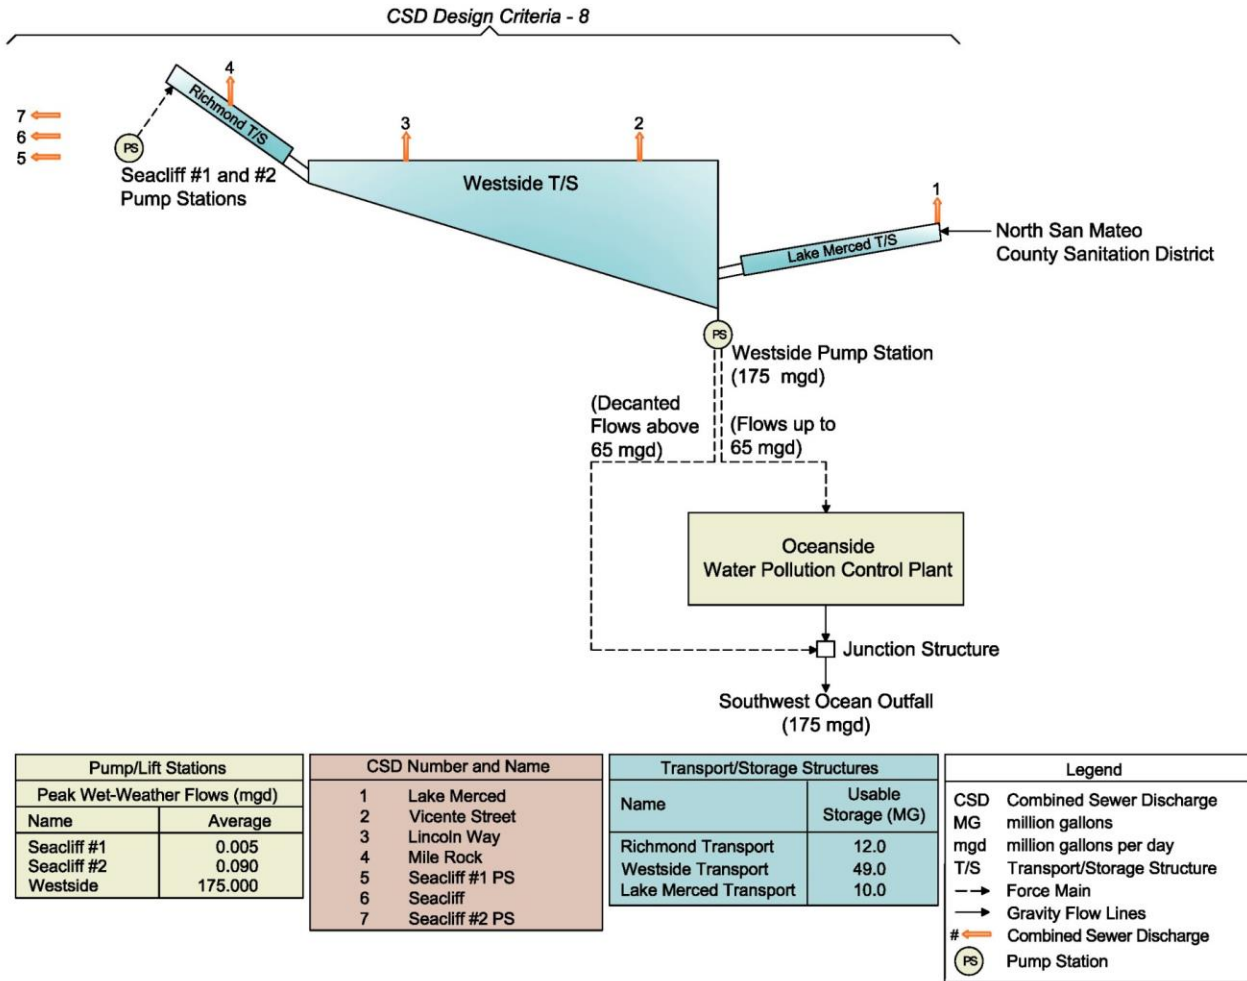 CSD Design Criteria - 8
4
Richmond T/S
7
6
5
PS
Seacliff #1 and #2
Pump Stations
3
2
Westside T/S
1
Lake Merced T/S
North San Mateo
County Sanitation District
PS
Westside Pump Station
(175 mgd)
(Decanted
Flows above
65 mgd)
(Flows up to
65 mgd)
Oceanside
Water Pollution Control Plant
Junction Structure
Southwest Ocean Outfall
(175 mgd)
Pump/Lift Stations
Peak Wet-Weather Flows (mgd)
Name Average
Seacliff #1 0.005
Seacliff #2 0.090
Westside 175.000
CSD Number and Name
1 Lake Merced
2 Vicente Street
3 Lincoln Way
4 Mile Rock
5 Seacliff #1 PS
6 Seacliff
7 Seacliff #2 PS
Transport/Storage Structures
Name Usable
Storage (MG)
Richmond Transport 12.0
Westside Transport 49.0
Lake Merced Transport 10.0
Legend
CSD Combined Sewer Discharge
MG million gallons
mgd million gallons per day
T/S Transport/Storage Structure
Force Main
Gravity Flow Lines
# Combined Sewer Discharge
PS Pump Station